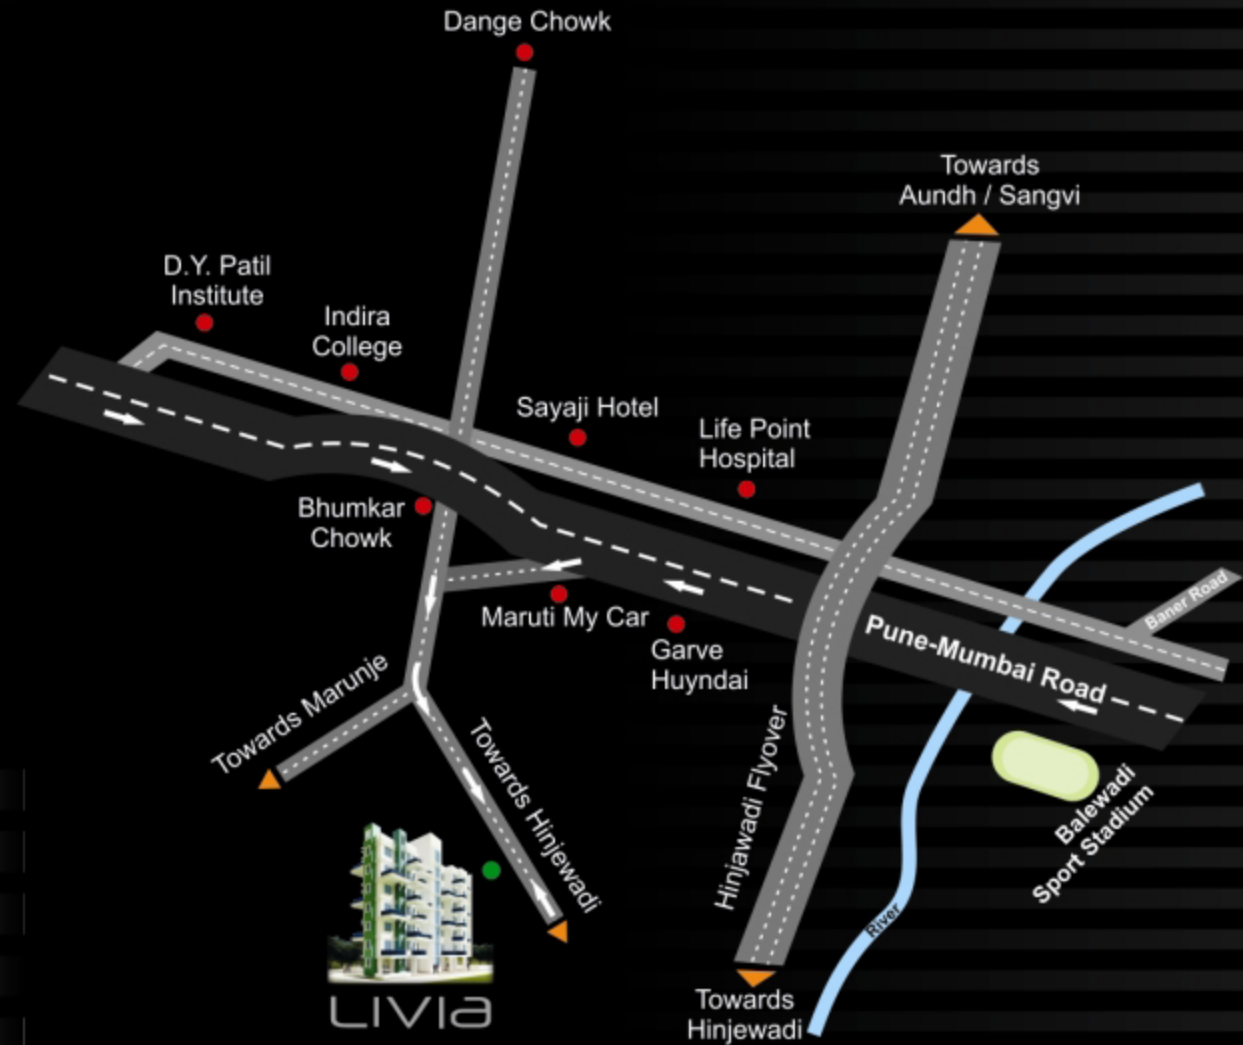 Dange Chowk
Towards
Aundh / Sangvi
D.Y. Patil
Institute
Indira
College
Sayaji Hotel
Life Point
Hospital
Bhumkar
Chowk
Maruti My Car
Garve
Huyndai
Baner Road
Pune-Mumbai Road
Towards Marunje
Towards Hinjewadi
Hinjawadi Flyover
Balewadi
Sport Stadium
River
LIVIa
Towards
Hinjewadi